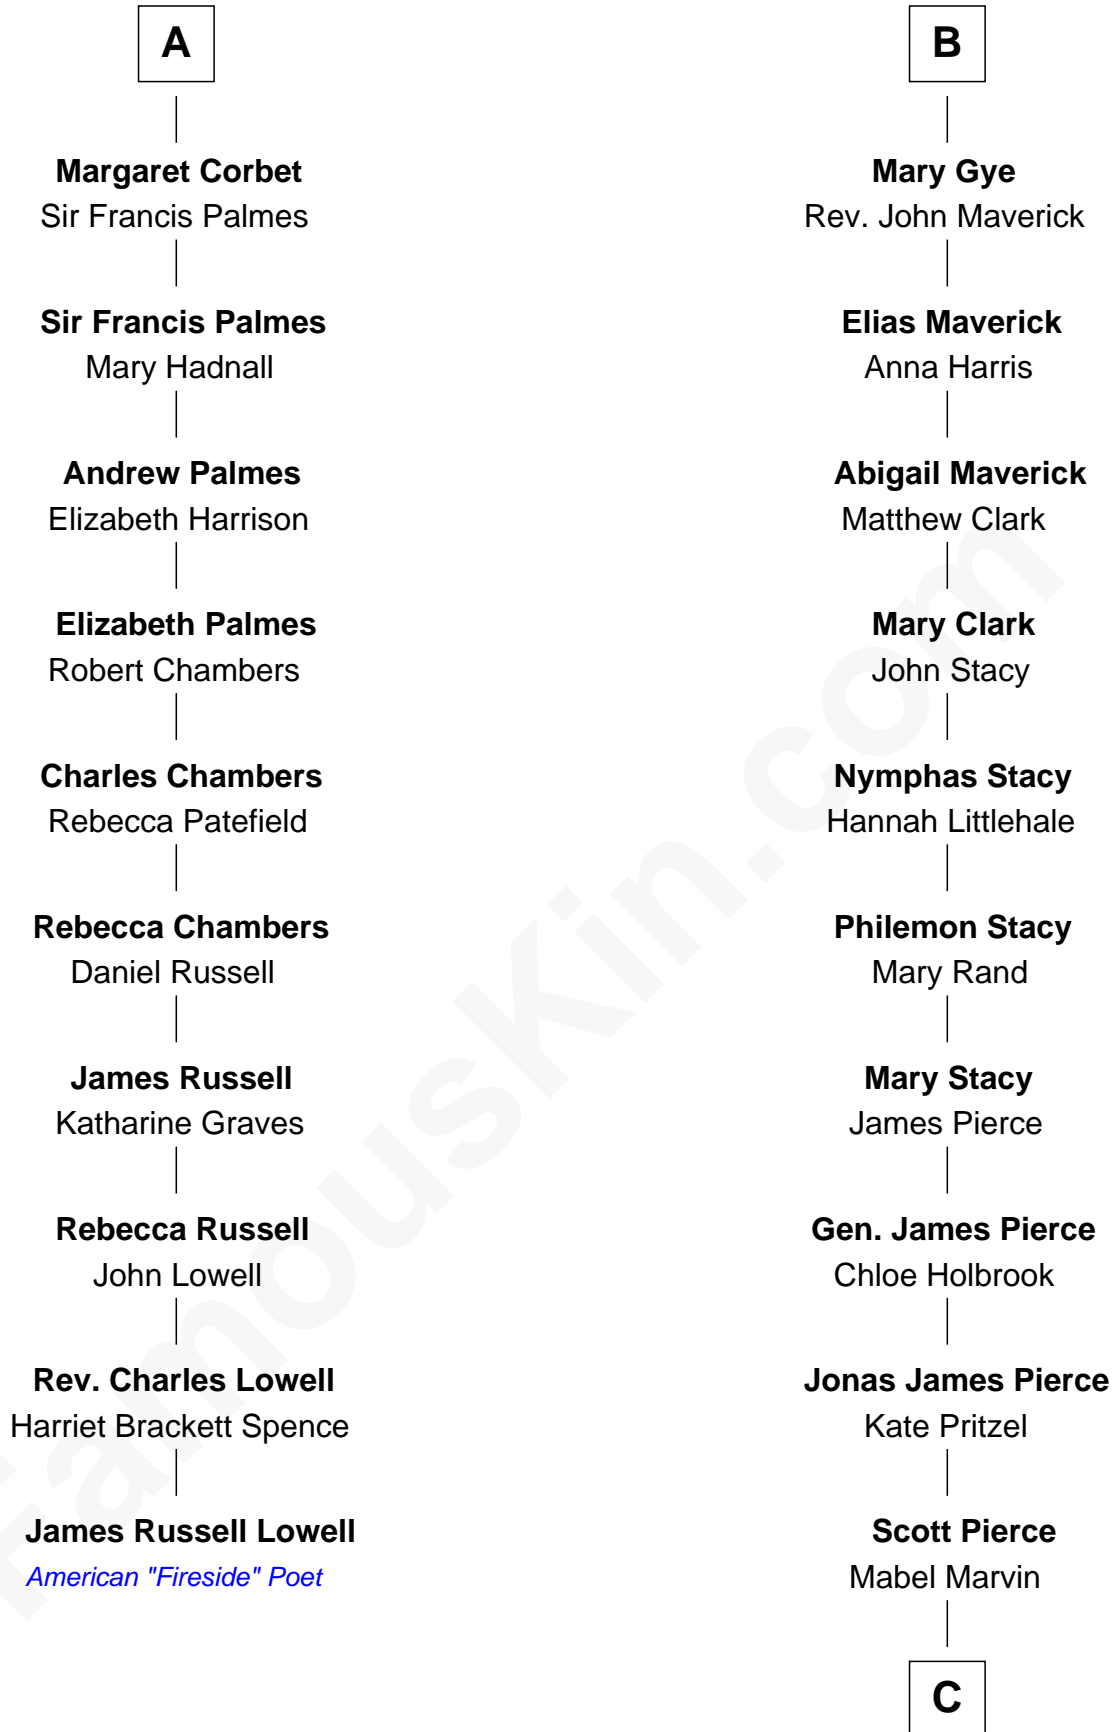 A
Margaret Corbet
Sir Francis Palmes
Sir Francis Palmes
Mary Hadnall
Andrew Palmes
Elizabeth Harrison
Elizabeth Palmes
Robert Chambers
Charles Chambers
Rebecca Patefield
Rebecca Chambers
Daniel Russell
James Russell
Katharine Graves
Rebecca Russell
John Lowell
Rev. Charles Lowell
Harriet Brackett Spence
James Russell Lowell
American "Fireside" Poet
B
Mary Gye
Rev. John Maverick
Elias Maverick
Anna Harris
Abigail Maverick
Matthew Clark
Mary Clark
John Stacy
Nymphas Stacy
Hannah Littlehale
Philemon Stacy
Mary Rand
Mary Stacy
James Pierce
Gen. James Pierce
Chloe Holbrook
Jonas James Pierce
Kate Pritzel
Scott Pierce
Mabel Marvin
C
FamousKin.com